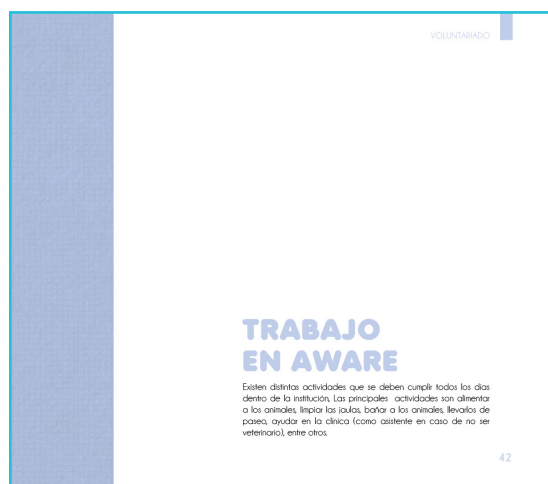 VOLUNTARIADO
TRABAJO
EN AWARE
Existen distintas actividades que se deben cumplir todos los dias
dentro de la institución, Las principales actividades son alimentar
a los animales, limpiar las jaulas, bañar a los animales, llevarlos de
paseo, ayudar en la clínica (como asistente en caso de no ser
veterinario), entre otros.
42